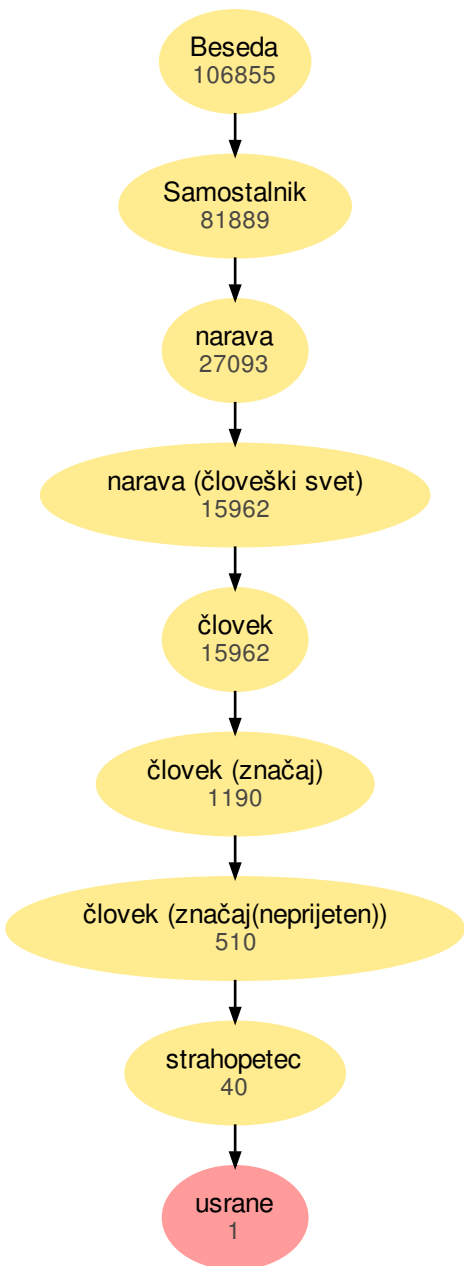 Beseda
106855
Samostalnik
81889
narava
27093
narava (človeški svet)
15962
človek
15962
človek (značaj)
1190
človek (značaj(neprijeten))
510
strahopetec
40
usrane
1